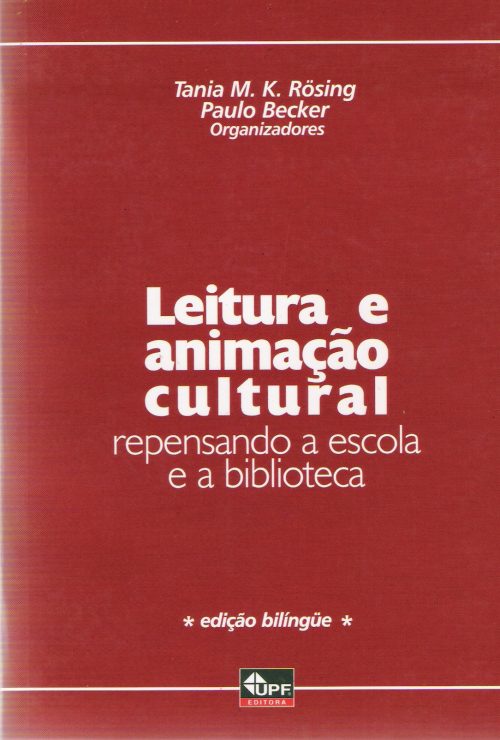 Tania M. K. Rösing
Paulo Becker
Organizadores
Leitura e
animação
cultural
repensando a escola
e a biblioteca
* edição bilíngüe *
UPF
EDITORA